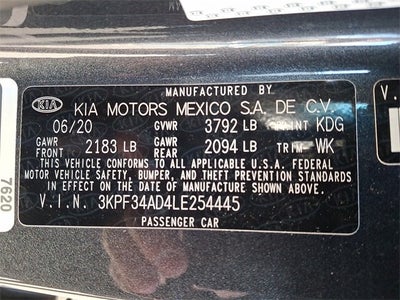 MANUFACTURED BY
KIA KIA MOTORS MEXICO S.A. DE C.V.
06/20 GVWR 3792 LB KDG
GAWR FRONT 2183 LB GAWR REAR 2094 LB TRIM WK
THIS VEHICLE CONFORMS TO ALL APPLICABLE U.S.A. FEDERAL
MOTOR VEHICLE SAFETY, BUMPER, AND THEFT PREVENTION STANDARDS
IN EFFECT ON THE DATE OF MANUFACTURE SHOWN ABOVE.
V.I.N. 3KPF34AD4LE254445
PASSENGER CAR
7620
V.